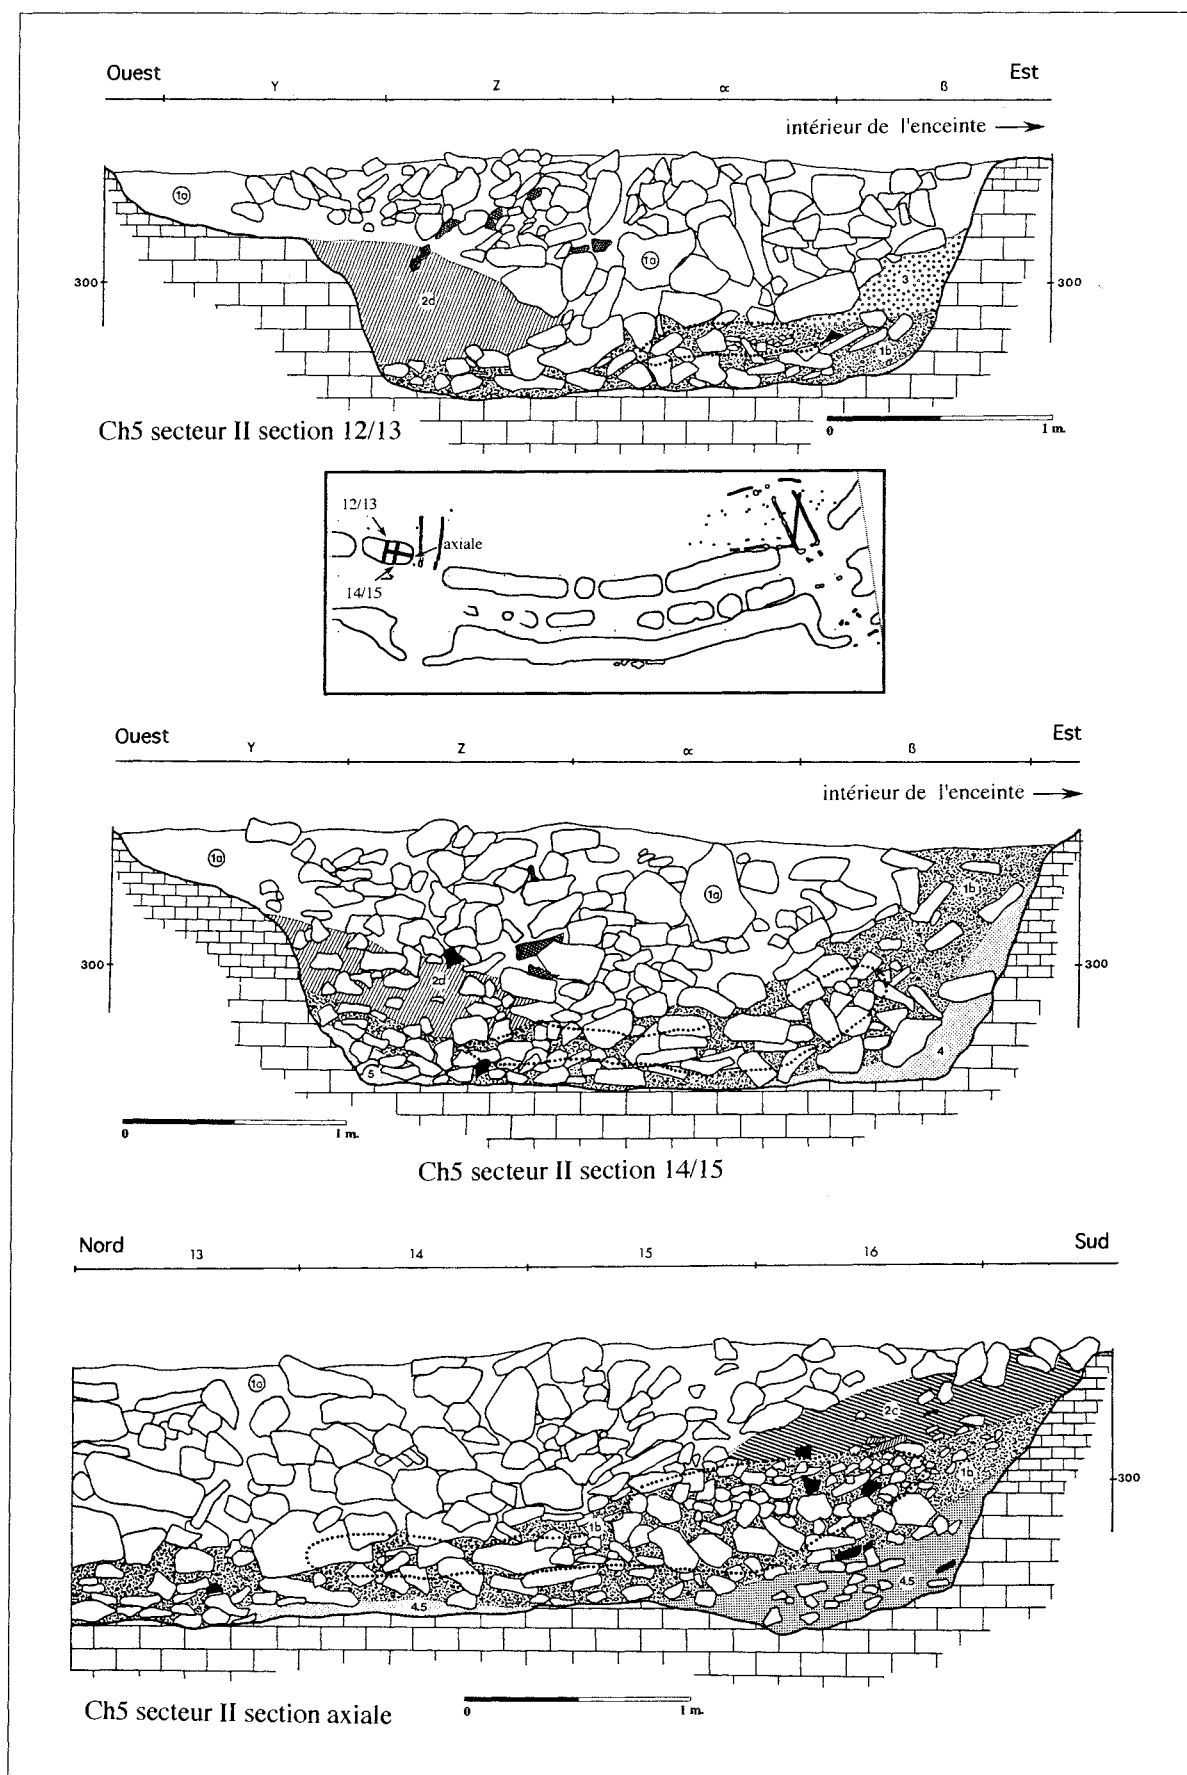 Ouest Est
Y Z α ß
intérieur de l'enceinte
1a
300 2d 1a 3 300
1b
Ch5 secteur II section 12/13
0 1 m.
12/13
axiale
14/15
Ouest Est
Y Z α ß
intérieur de l'enceinte
1a 1a 1b
300 2d 300
5 4
0 1 m.
Ch5 secteur II section 14/15
Nord Sud
13 14 15 16
1a
2c
1b 300
1b
4.5 4.5
Ch5 secteur II section axiale
0 1 m.